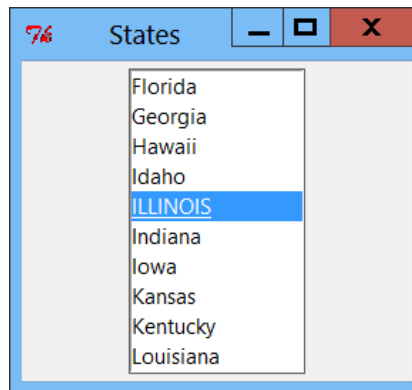 States
Florida
Georgia
Hawaii
Idaho
ILLINOIS
Indiana
Iowa
Kansas
Kentucky
Louisiana